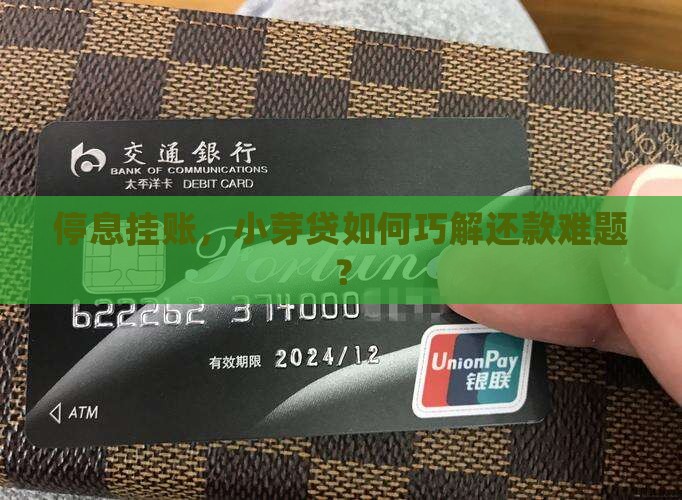 交通銀行
BANK OF COMMUNICATIONS
太平洋卡 DEBIT CARD
停息挂账，小芽贷如何巧解还款难题
？
Fortune
622262 374000
有效期限 2024/12
UnionPay
银联
ATM